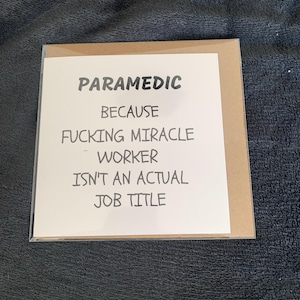 PARAMEDIC
BECAUSE
FUCKING MIRACLE
WORKER
ISN'T AN ACTUAL
JOB TITLE